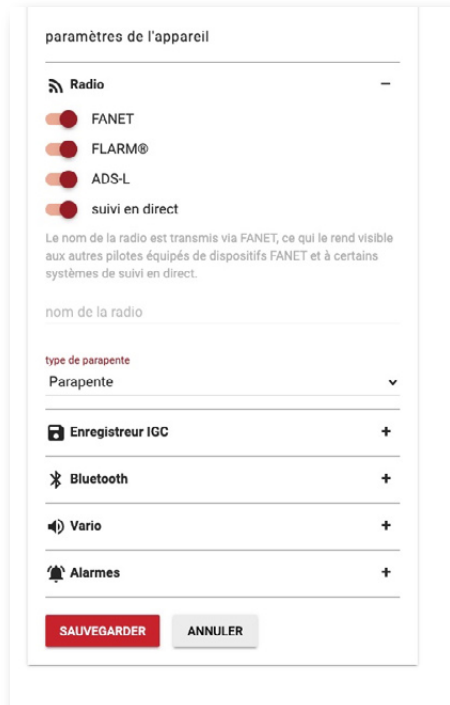 paramètres de l'appareil
Radio −
FANET
FLARM®
ADS-L
suivi en direct
Le nom de la radio est transmis via FANET, ce qui le rend visible
aux autres pilotes équipés de dispositifs FANET et à certains
systèmes de suivi en direct.
nom de la radio
type de parapente
Parapente
Enregistreur IGC +
Bluetooth +
Vario +
Alarmes +
SAUVEGARDER ANNULER